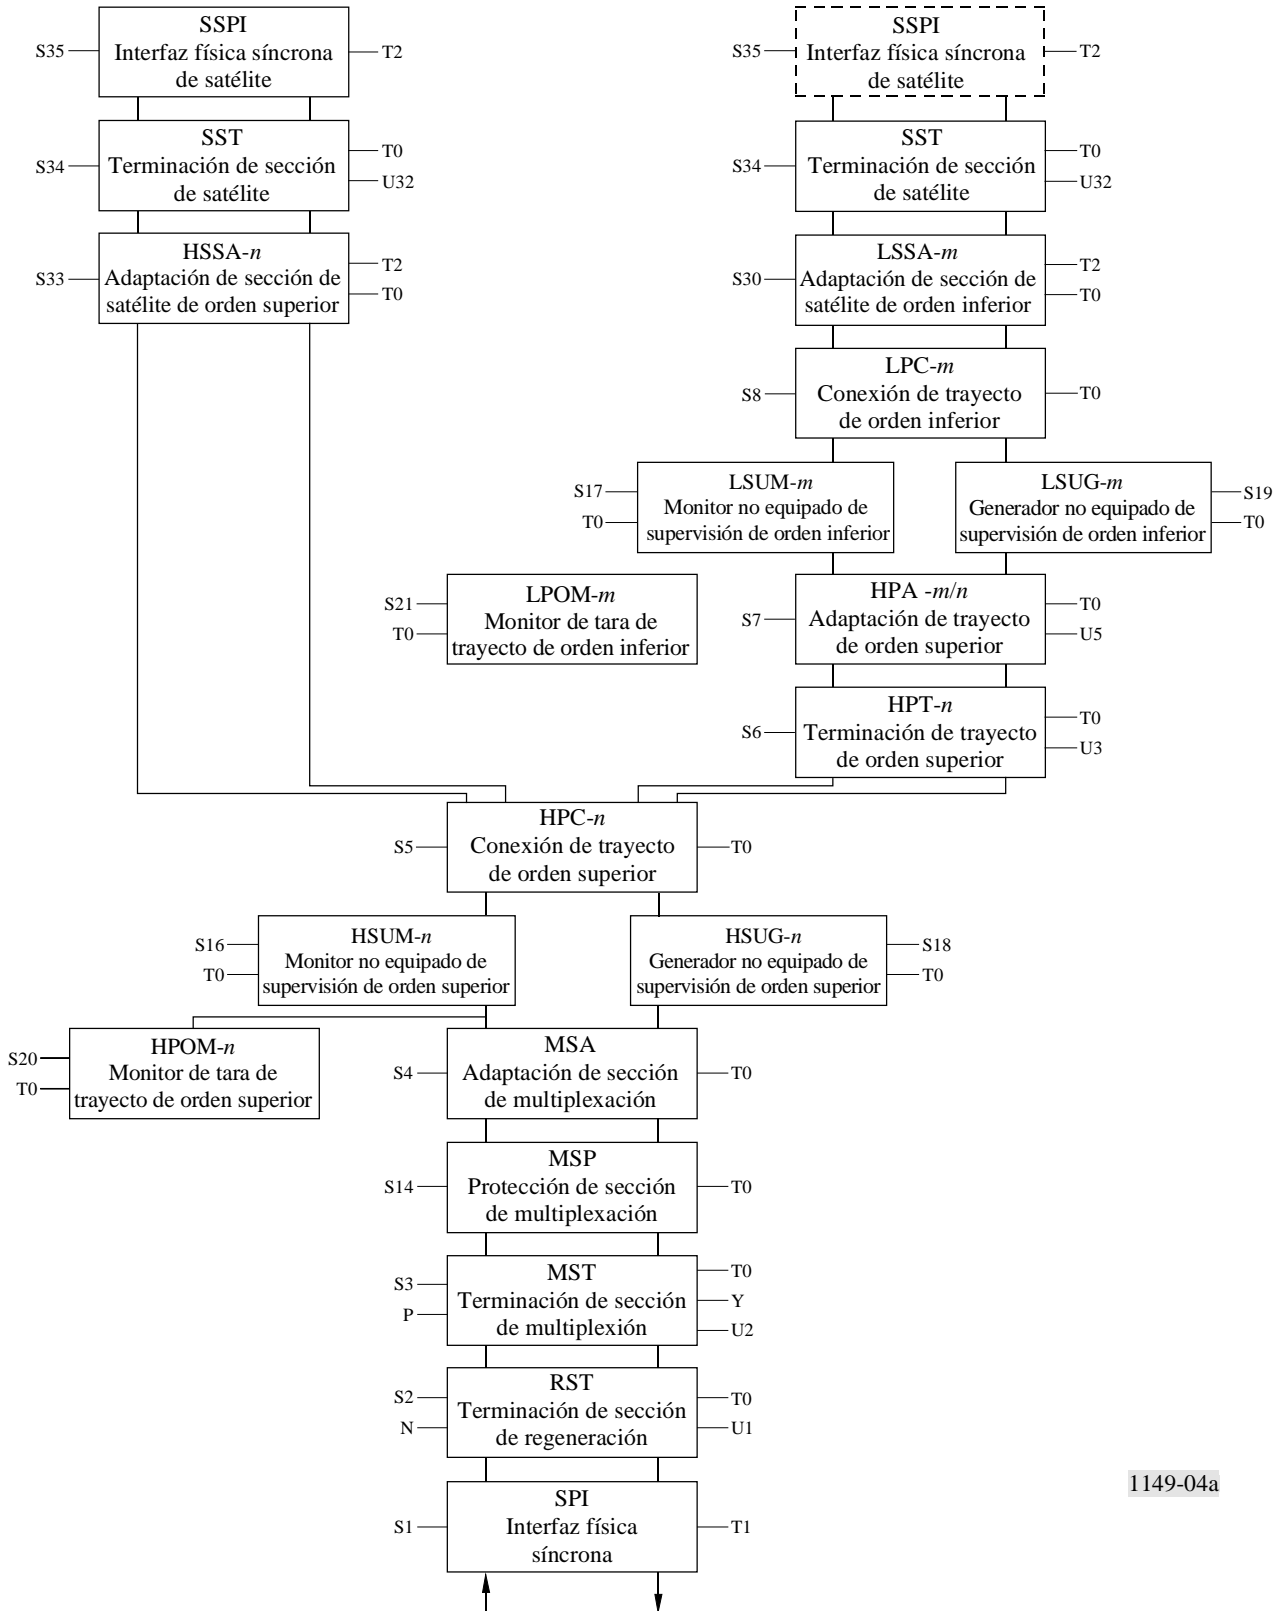 SSPI
Interfaz física síncrona
de satélite
S35
T2
SSPI
Interfaz física síncrona
de satélite
S35
T2
SST
Terminación de sección
de satélite
S34
T0
U32
SST
Terminación de sección
de satélite
S34
T0
U32
HSSA-n
Adaptación de sección de
satélite de orden superior
S33
T2
T0
LSSA-m
Adaptación de sección de
satélite de orden inferior
S30
T2
T0
LPC-m
Conexión de trayecto
de orden inferior
S8
T0
LSUM-m
Monitor no equipado de
supervisión de orden inferior
S17
T0
LSUG-m
Generador no equipado de
supervisión de orden inferior
S19
T0
LPOM-m
Monitor de tara de
trayecto de orden inferior
S21
T0
HPA -m/n
Adaptación de trayecto
de orden superior
S7
T0
U5
HPT-n
Terminación de trayecto
de orden superior
S6
T0
U3
HPC-n
Conexión de trayecto
de orden superior
S5
T0
HSUM-n
Monitor no equipado de
supervisión de orden superior
S16
T0
HSUG-n
Generador no equipado de
supervisión de orden superior
S18
T0
HPOM-n
Monitor de tara de
trayecto de orden superior
S20
T0
MSA
Adaptación de sección
de multiplexación
S4
T0
MSP
Protección de sección
de multiplexación
S14
T0
MST
Terminación de sección
de multiplexión
S3
P
T0
Y
U2
RST
Terminación de sección
de regeneración
S2
N
T0
U1
SPI
Interfaz física
síncrona
S1
T1
1149-04a